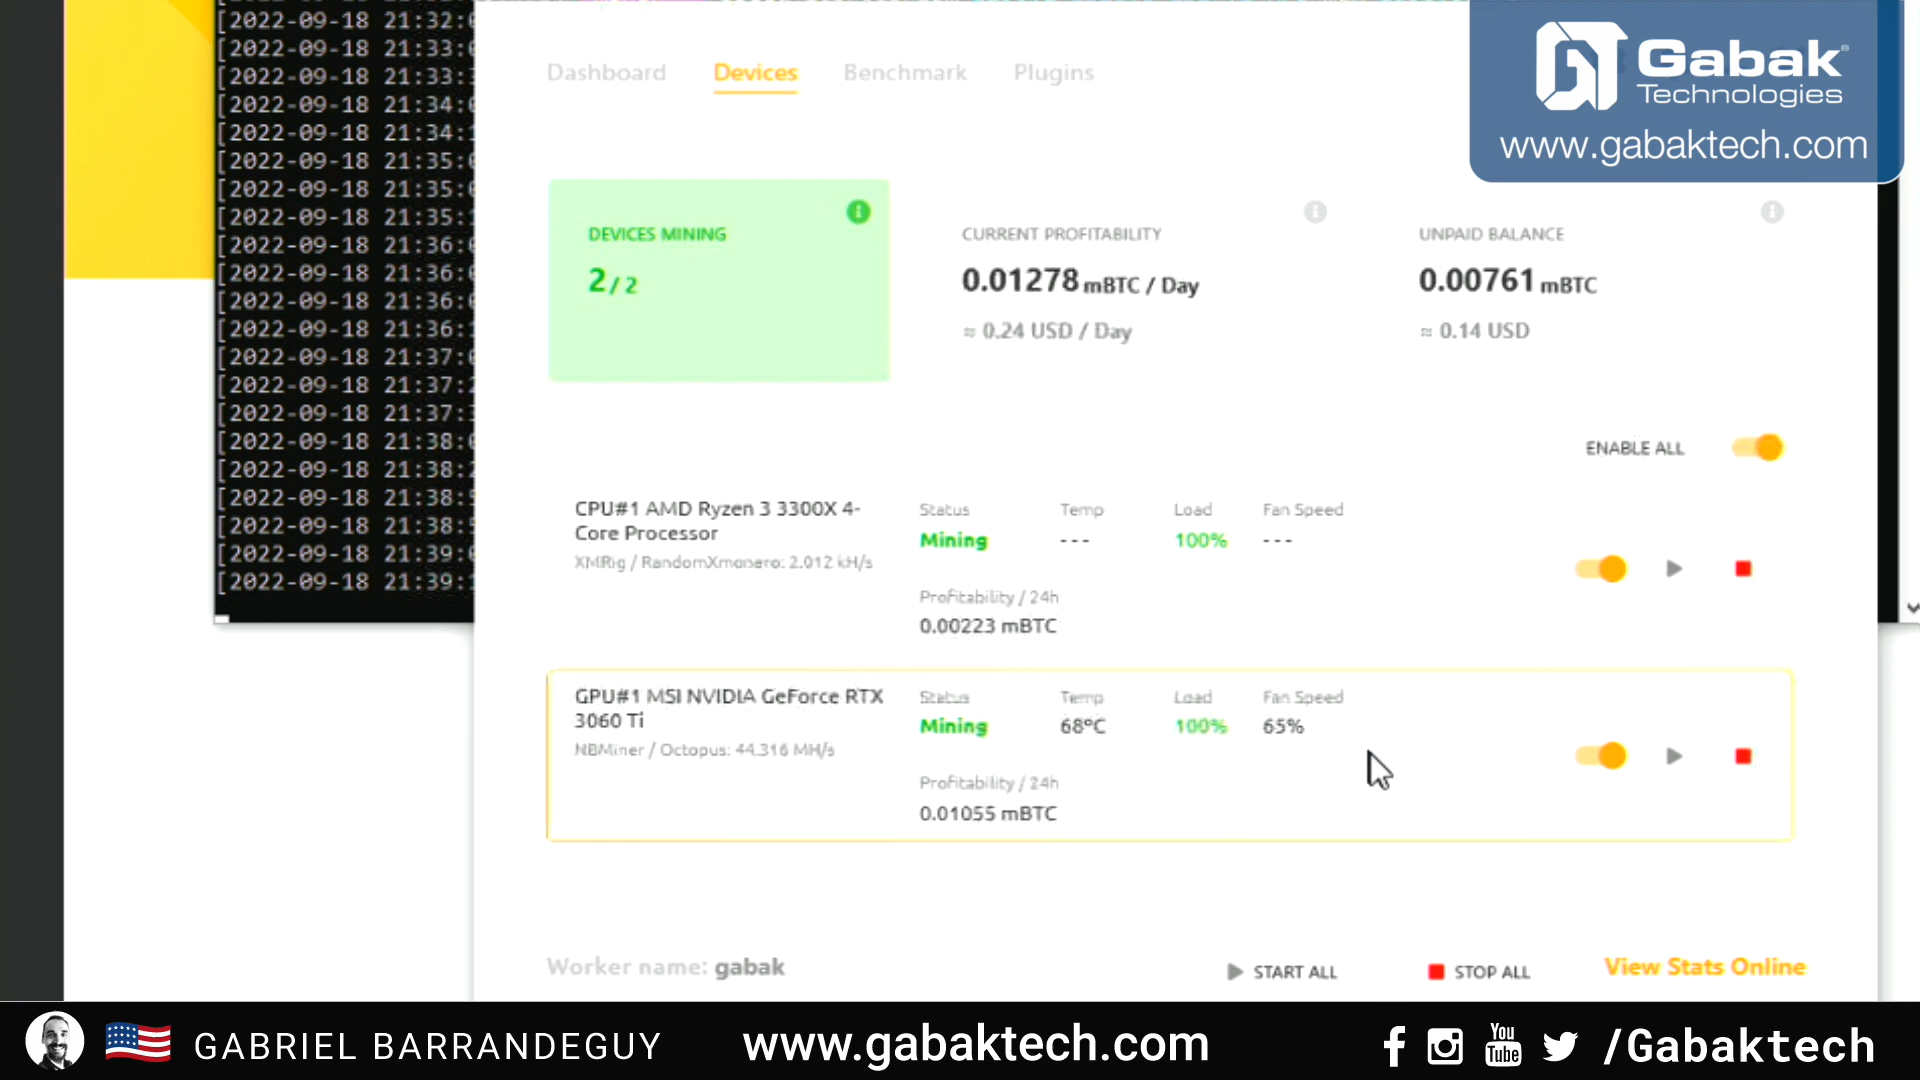 [2022-09-18 21:32:
[2022-09-18 21:33:
[2022-09-18 21:33:
[2022-09-18 21:34:
[2022-09-18 21:34:
[2022-09-18 21:35:
[2022-09-18 21:35:
[2022-09-18 21:35:
[2022-09-18 21:36:
[2022-09-18 21:36:
[2022-09-18 21:36:
[2022-09-18 21:36:
[2022-09-18 21:37:
[2022-09-18 21:37:
[2022-09-18 21:37:
[2022-09-18 21:38:
[2022-09-18 21:38:
[2022-09-18 21:38:
[2022-09-18 21:38:
[2022-09-18 21:39:
[2022-09-18 21:39:
Dashboard Devices Benchmark Plugins
Gabak®
Technologies
www.gabaktech.com
DEVICES MINING
2 / 2
CURRENT PROFITABILITY
0.01278 mBTC / Day
≈ 0.24 USD / Day
UNPAID BALANCE
0.00761 mBTC
≈ 0.14 USD
ENABLE ALL
CPU#1 AMD Ryzen 3 3300X 4-
Core Processor
XMRig / RandomXmonero: 2.012 kH/s
Status Temp Load Fan Speed
Mining --- 100% ---
Profitability / 24h
0.00223 mBTC
GPU#1 MSI NVIDIA GeForce RTX
3060 Ti
NBMiner / Octopus: 44.316 MH/s
Status Temp Load Fan Speed
Mining 68°C 100% 65%
Profitability / 24h
0.01055 mBTC
Worker name: gabak
START ALL STOP ALL View Stats Online
GABRIEL BARRANDEGUY www.gabaktech.com You Tube /Gabaktech